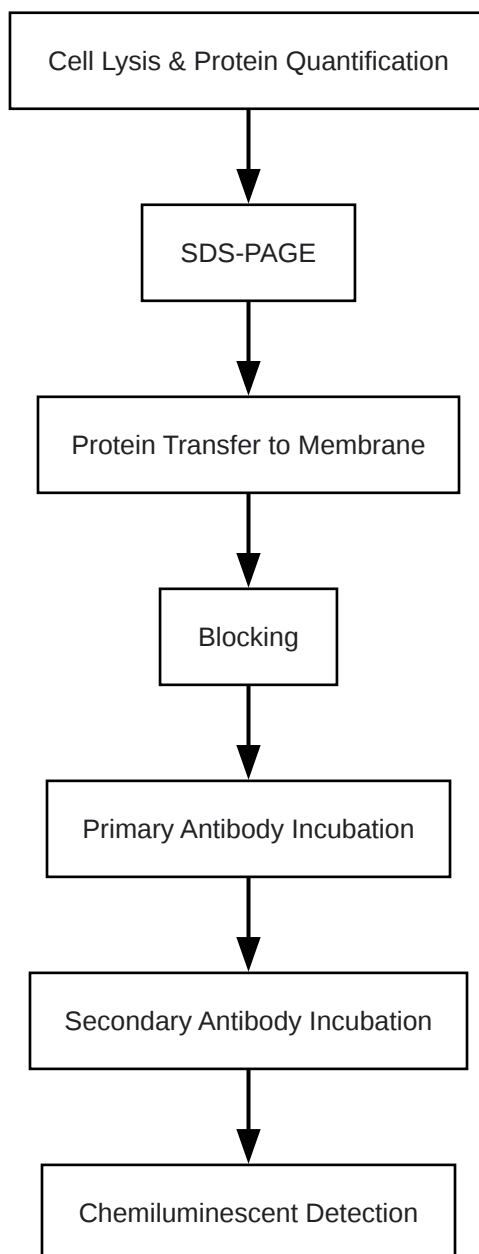 Cell Lysis & Protein Quantification
SDS-PAGE
Protein Transfer to Membrane
Blocking
Primary Antibody Incubation
Secondary Antibody Incubation
Chemiluminescent Detection